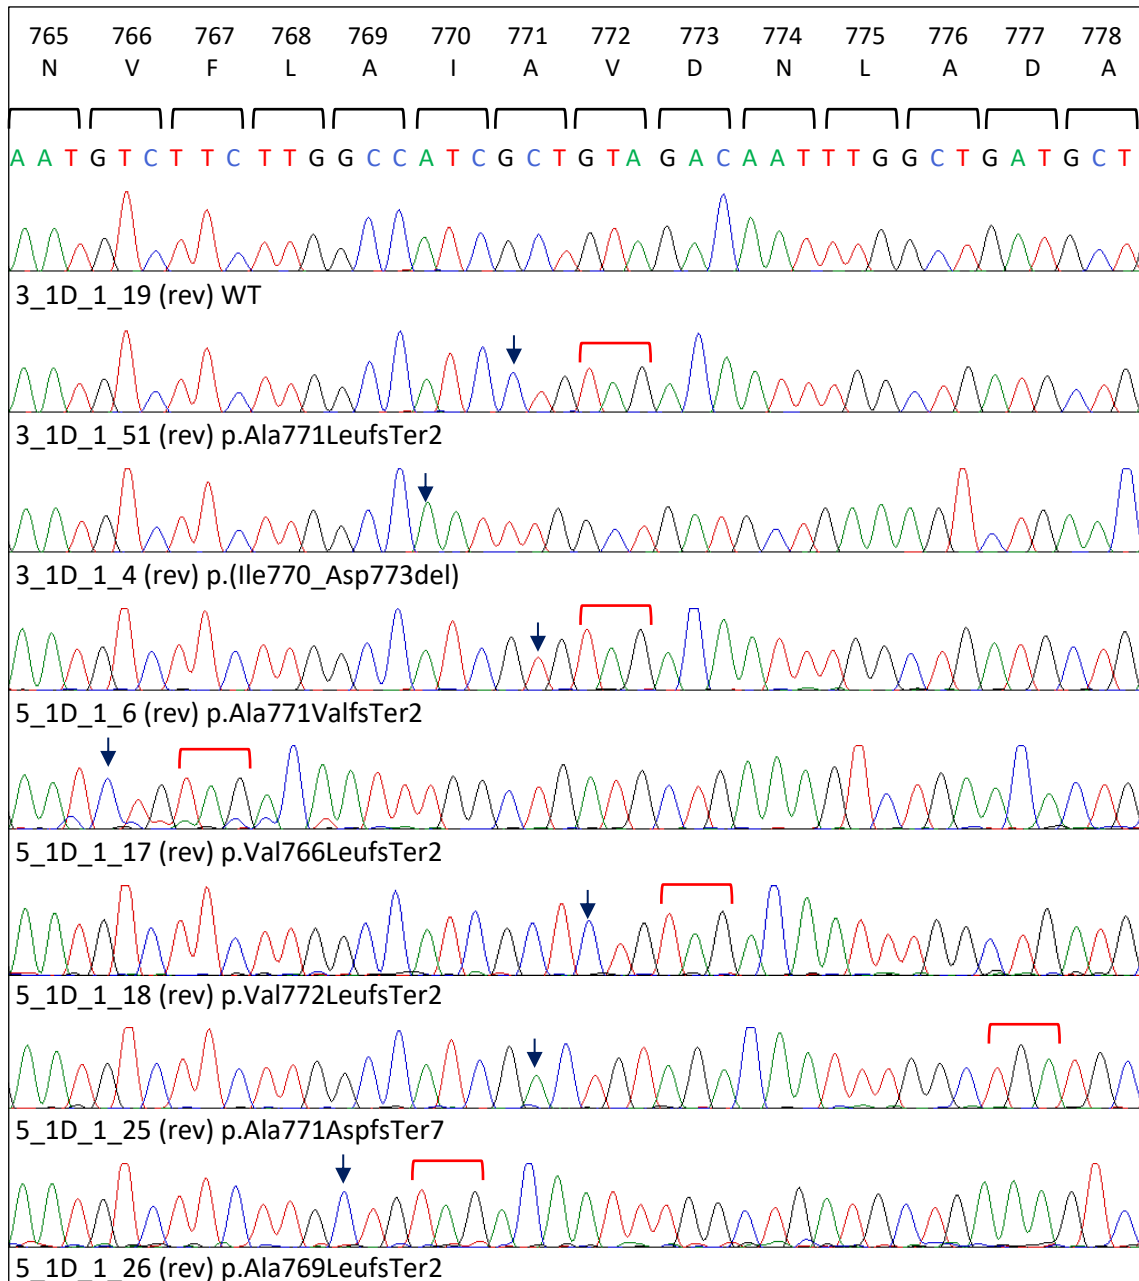 765 766 767 768 769 770 771 772 773 774 775 776 777 778
N V F L A I A V D N L A D A
A A T G T C T T C T T G G C C A T C G C T G T A G A C A A T T T G G C T G A T G C T
3_1D_1_19 (rev) WT
3_1D_1_51 (rev) p.Ala771LeufsTer2
3_1D_1_4 (rev) p.(Ile770_Asp773del)
5_1D_1_6 (rev) p.Ala771ValfsTer2
5_1D_1_17 (rev) p.Val766LeufsTer2
5_1D_1_18 (rev) p.Val772LeufsTer2
5_1D_1_25 (rev) p.Ala771AspfsTer7
5_1D_1_26 (rev) p.Ala769LeufsTer2